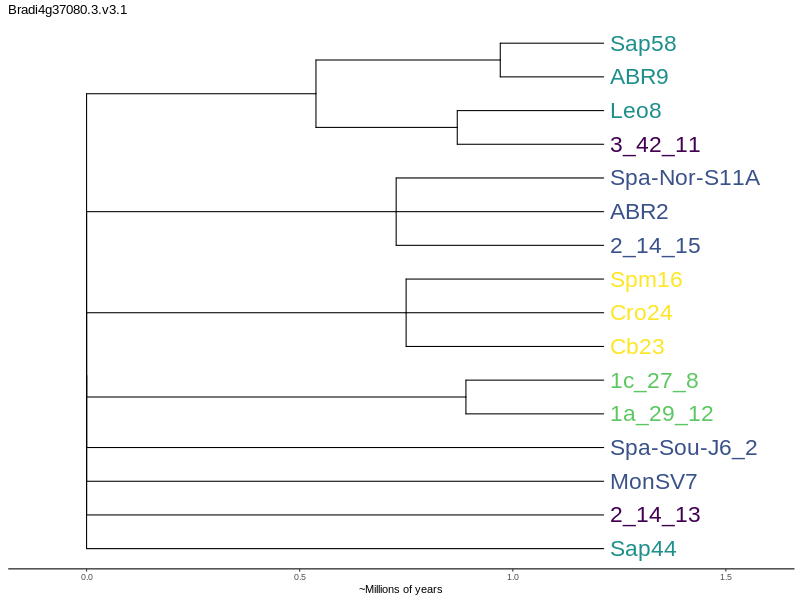 Bradi4g37080.3.v3.1
Sap58
ABR9
Leo8
3_42_11
Spa-Nor-S11A
ABR2
2_14_15
Spm16
Cro24
Cb23
1c_27_8
1a_29_12
Spa-Sou-J6_2
MonSV7
2_14_13
Sap44
0.0 0.5 1.0 1.5
~Millions of years